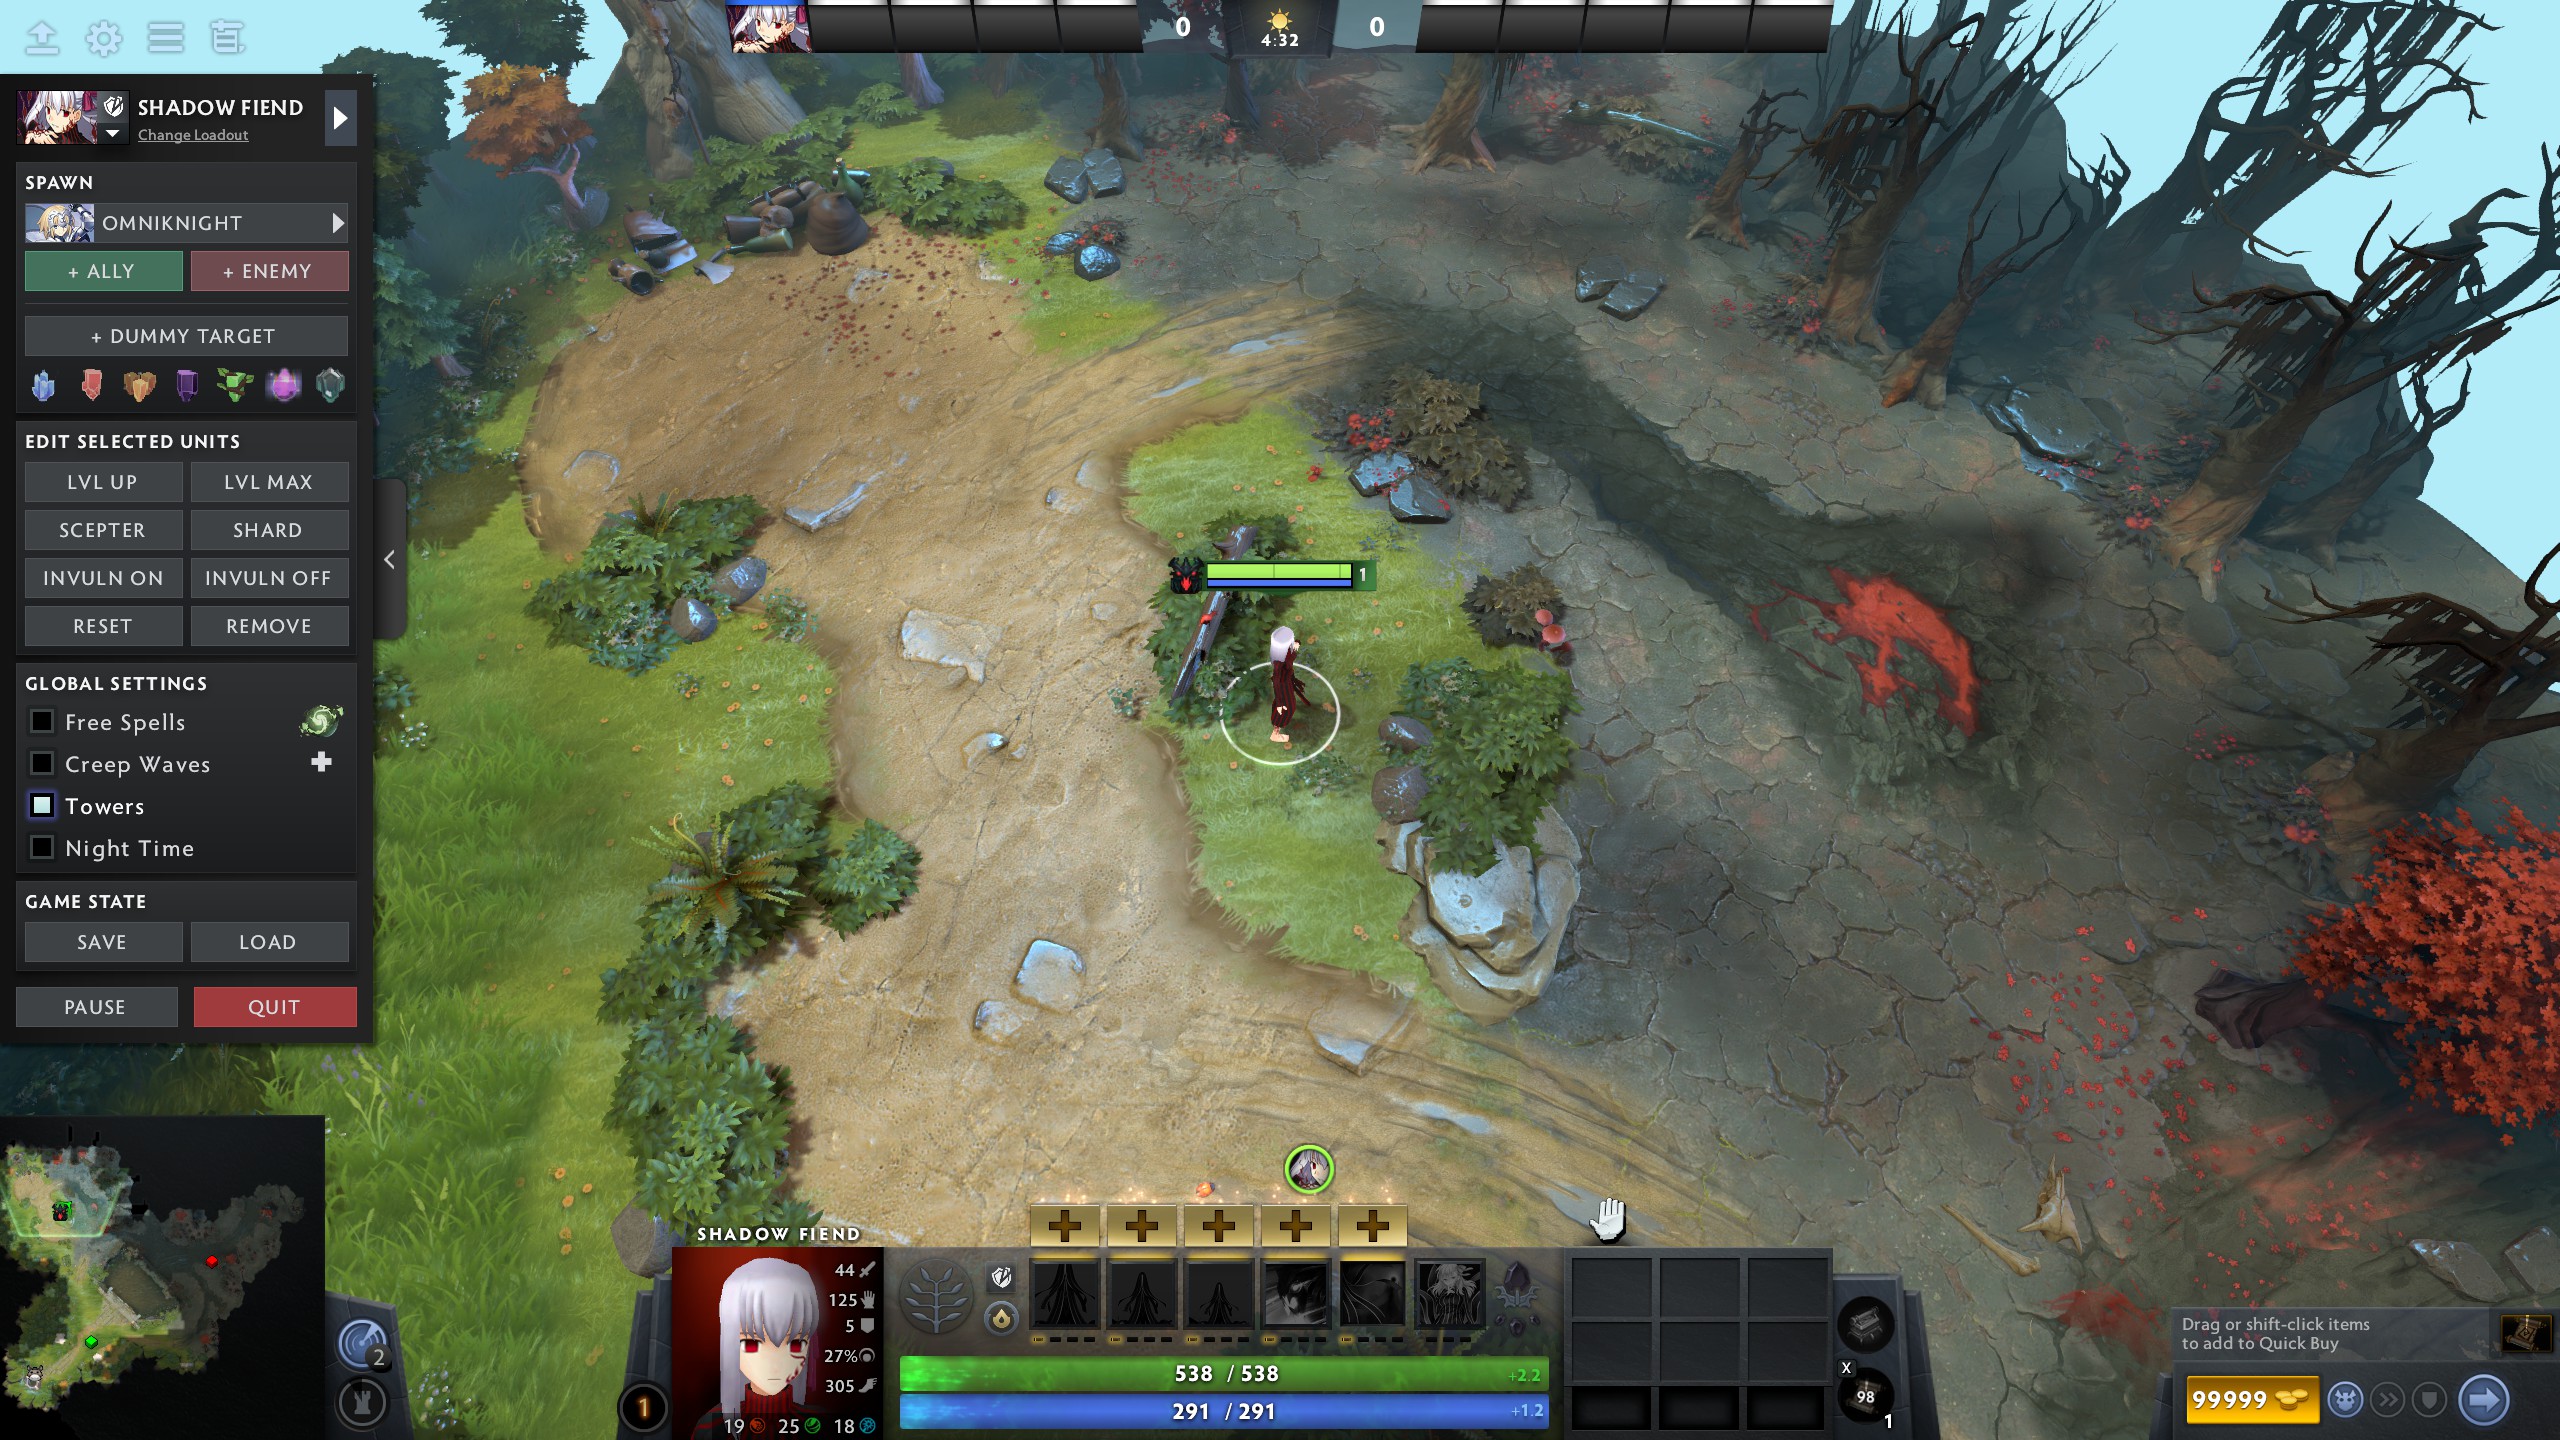 0
4:32
0
SHADOW FIEND
Change Loadout
SPAWN
OMNIKNIGHT
+ ALLY
+ ENEMY
+ DUMMY TARGET
EDIT SELECTED UNITS
LVL UP
LVL MAX
SCEPTER
SHARD
INVULN ON
INVULN OFF
RESET
REMOVE
GLOBAL SETTINGS
Free Spells
Creep Waves
Towers
Night Time
GAME STATE
SAVE
LOAD
PAUSE
QUIT
1
2
SHADOW FIEND
44
125
5
27%
305
1
19
25
18
538 / 538
+2.2
291 / 291
+1.2
X
98
1
Drag or shift-click items
to add to Quick Buy
99999